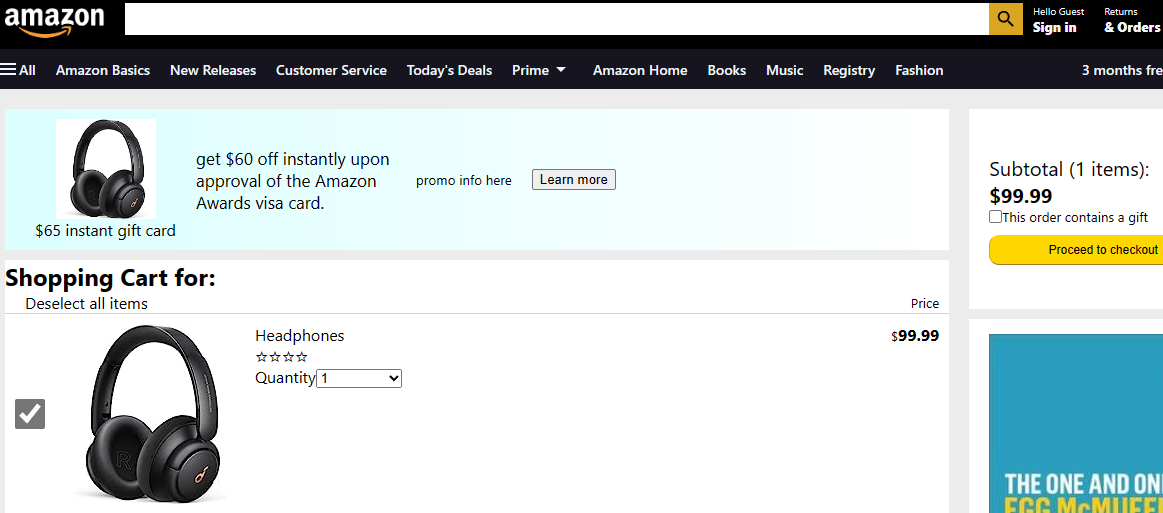 amazon
Hello Guest
Sign in
Returns
& Orders
All Amazon Basics New Releases Customer Service Today's Deals Prime Amazon Home Books Music Registry Fashion 3 months fre
get $60 off instantly upon
approval of the Amazon
Awards visa card.
promo info here
Learn more
$65 instant gift card
Subtotal (1 items):
$99.99
This order contains a gift
Proceed to checkout
Shopping Cart for:
Deselect all items
Price
Headphones
$99.99
☆☆☆☆
Quantity 1
R
THE ONE AND ON
EGG McMUFF